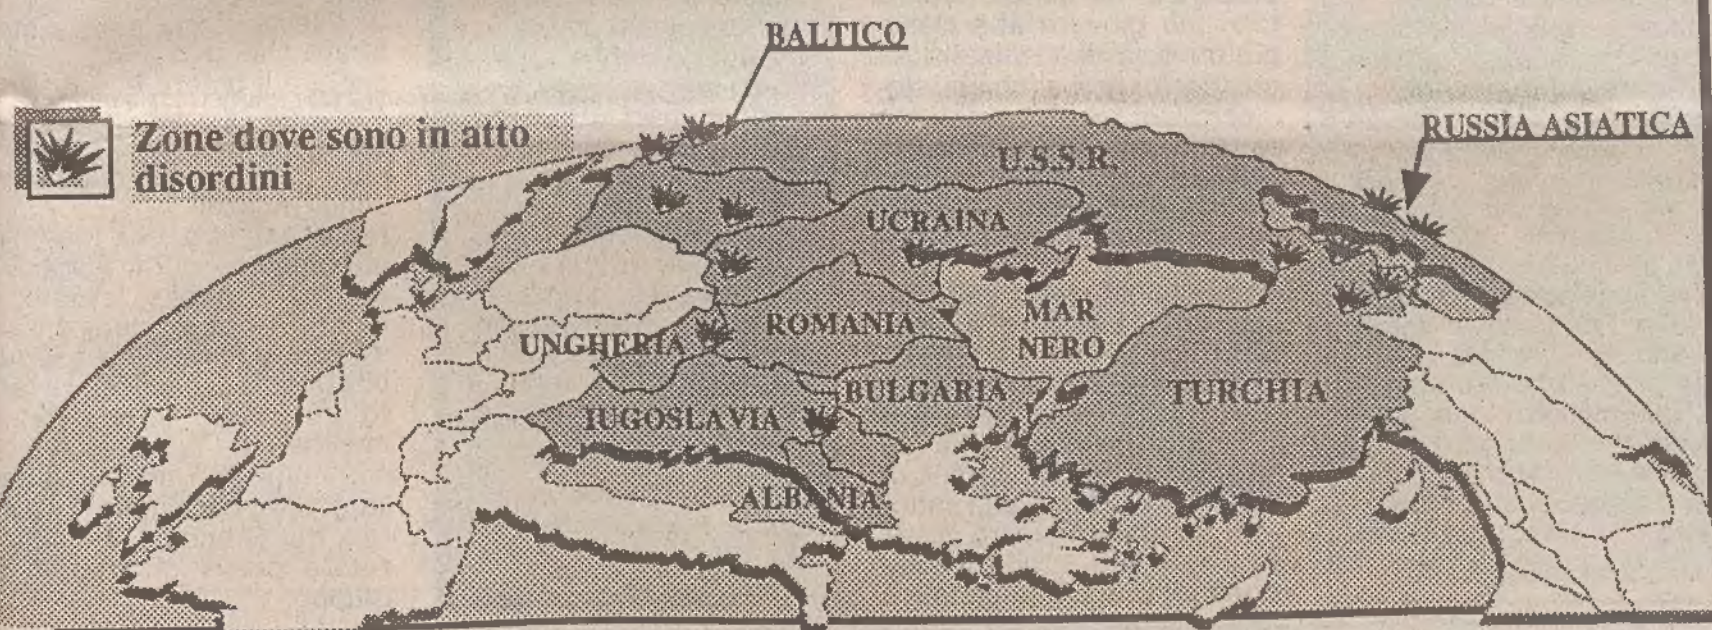 BALTICO
Zone dove sono in atto
disordini
RUSSIA ASIATICA
U.S.S.R.
UCRAINA
MAR
NERO
ROMANIA
UNGHERIA
BULGARIA
TURCHIA
IUGOSLAVIA
ALBANIA